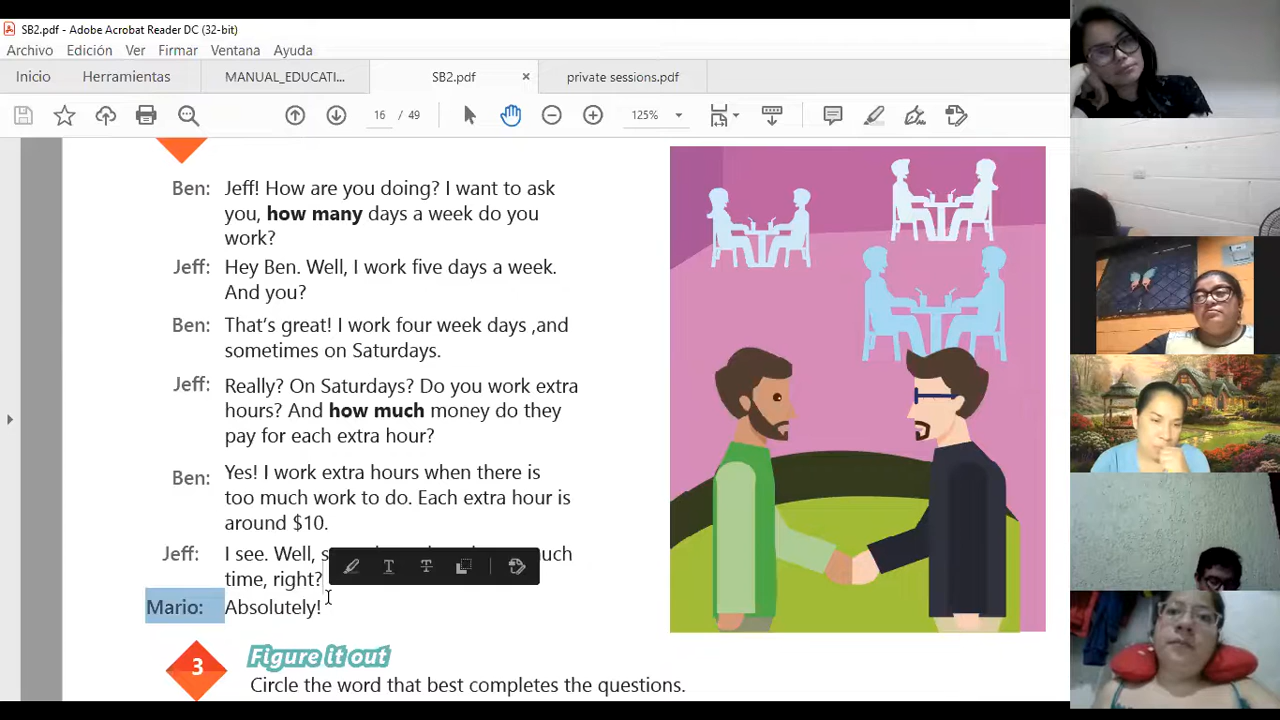 SB2.pdf - Adobe Acrobat Reader DC (32-bit)
Archivo Edición Ver Firmar Ventana Ayuda
Inicio Herramientas MANUAL_EDUCATI... SB2.pdf × private sessions.pdf
16 / 49 125%
Ben: Jeff! How are you doing? I want to ask
you, how many days a week do you
work?
Jeff: Hey Ben. Well, I work five days a week.
And you?
Ben: That's great! I work four week days ,and
sometimes on Saturdays.
Jeff: Really? On Saturdays? Do you work extra
hours? And how much money do they
pay for each extra hour?
Ben: Yes! I work extra hours when there is
too much work to do. Each extra hour is
around $10.
Jeff: I see. Well,
time, right?
Mario: Absolutely!
3 Figure it out
Circle the word that best completes the questions.